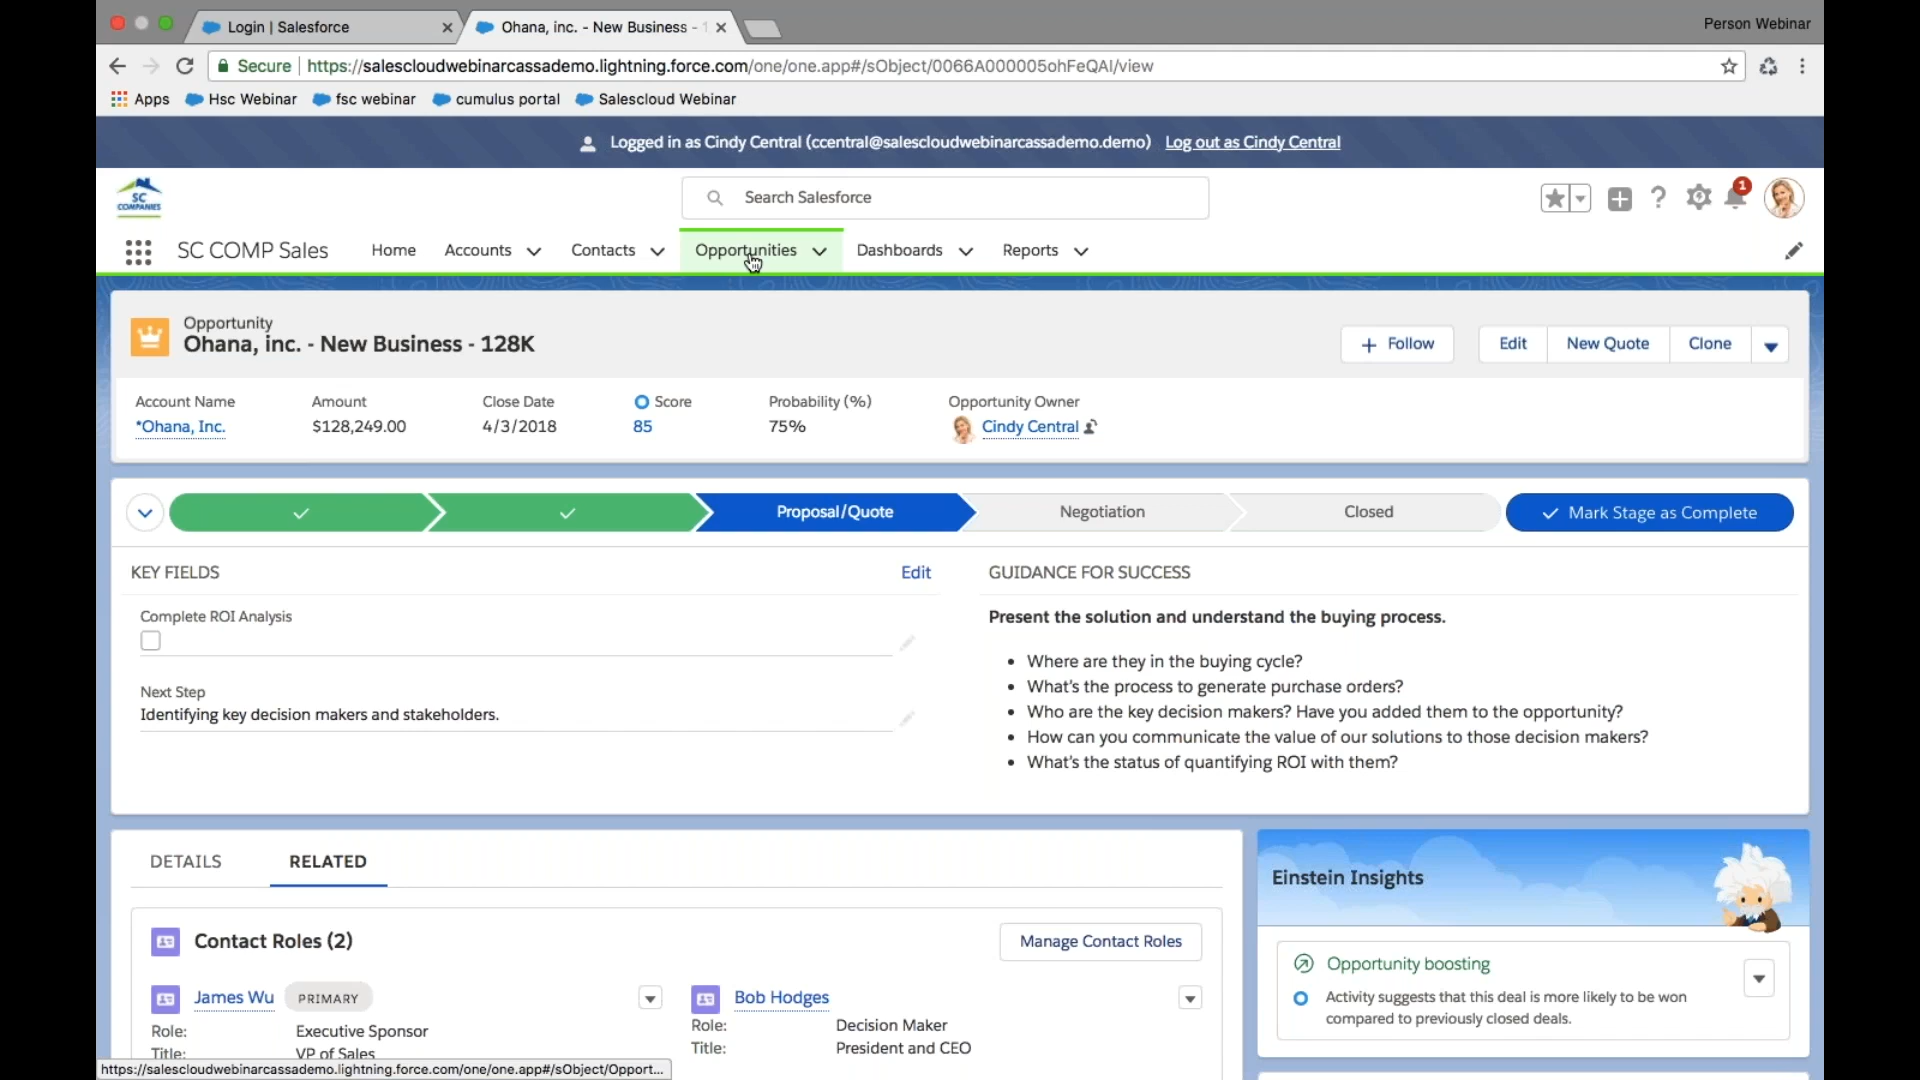 Login | Salesforce
Ohana, inc. - New Business - 1
Person Webinar
Secure
https://salescloudwebinarcassademo.lightning.force.com/one/one.app#/sObject/0066A000005ohFeQAI/view
Apps
Hsc Webinar
fsc webinar
cumulus portal
Salescloud Webinar
Logged in as Cindy Central (ccentral@salescloudwebinarcassademo.demo) Log out as Cindy Central
SC
COMPANIES
Search Salesforce
1
SC COMP Sales
Home
Accounts
Contacts
Opportunities
Dashboards
Reports
Opportunity
Ohana, inc. - New Business - 128K
Follow
Edit
New Quote
Clone
Account Name
*Ohana, Inc.
Amount
$128,249.00
Close Date
4/3/2018
Score
85
Probability (%)
75%
Opportunity Owner
Cindy Central
Proposal/Quote
Negotiation
Closed
Mark Stage as Complete
KEY FIELDS
Edit
Complete ROI Analysis
Next Step
Identifying key decision makers and stakeholders.
GUIDANCE FOR SUCCESS
Present the solution and understand the buying process.
• Where are they in the buying cycle?
• What's the process to generate purchase orders?
• Who are the key decision makers? Have you added them to the opportunity?
• How can you communicate the value of our solutions to those decision makers?
• What's the status of quantifying ROI with them?
DETAILS
RELATED
Contact Roles (2)
Manage Contact Roles
James Wu
PRIMARY
Role: Executive Sponsor
Title: VP of Sales
Bob Hodges
Role: Decision Maker
Title: President and CEO
Einstein Insights
Opportunity boosting
Activity suggests that this deal is more likely to be won
compared to previously closed deals.
https://salescloudwebinarcassademo.lightning.force.com/one/one.app#/sObject/Opport...